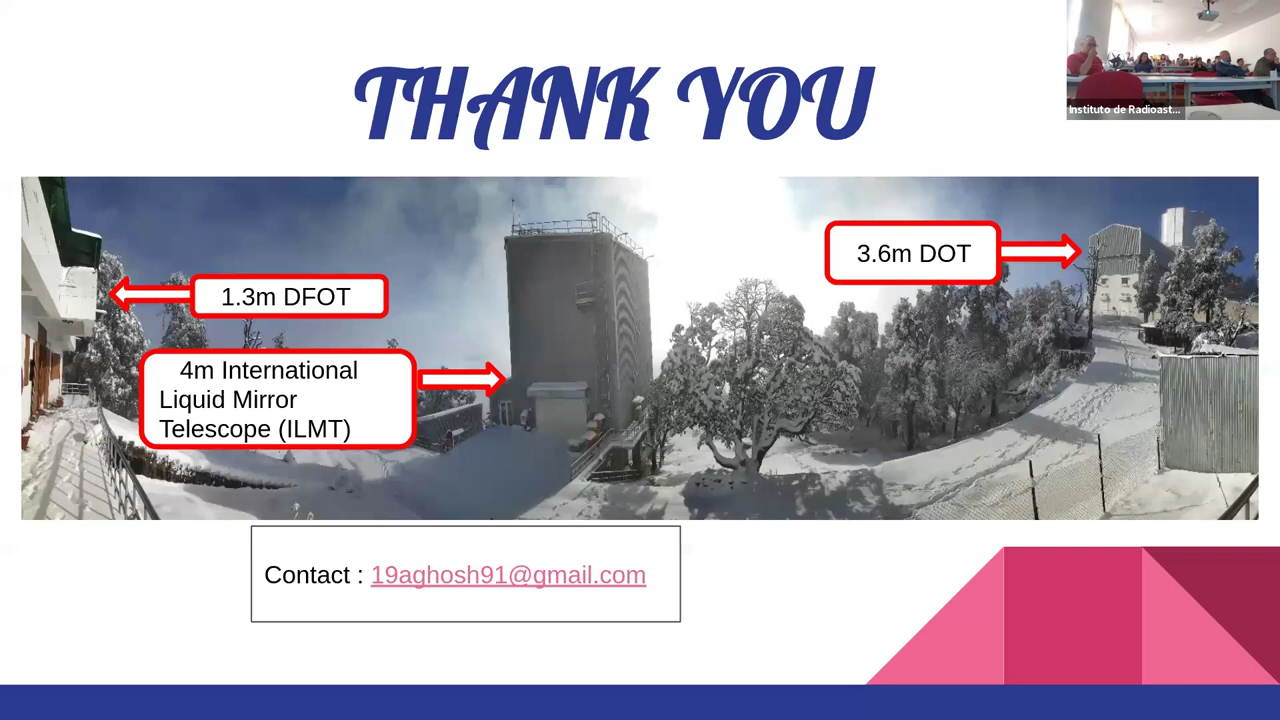 THANK YOU
Instituto de Radioast...
3.6m DOT
1.3m DFOT
4m International
Liquid Mirror
Telescope (ILMT)
Contact : 19aghosh91@gmail.com